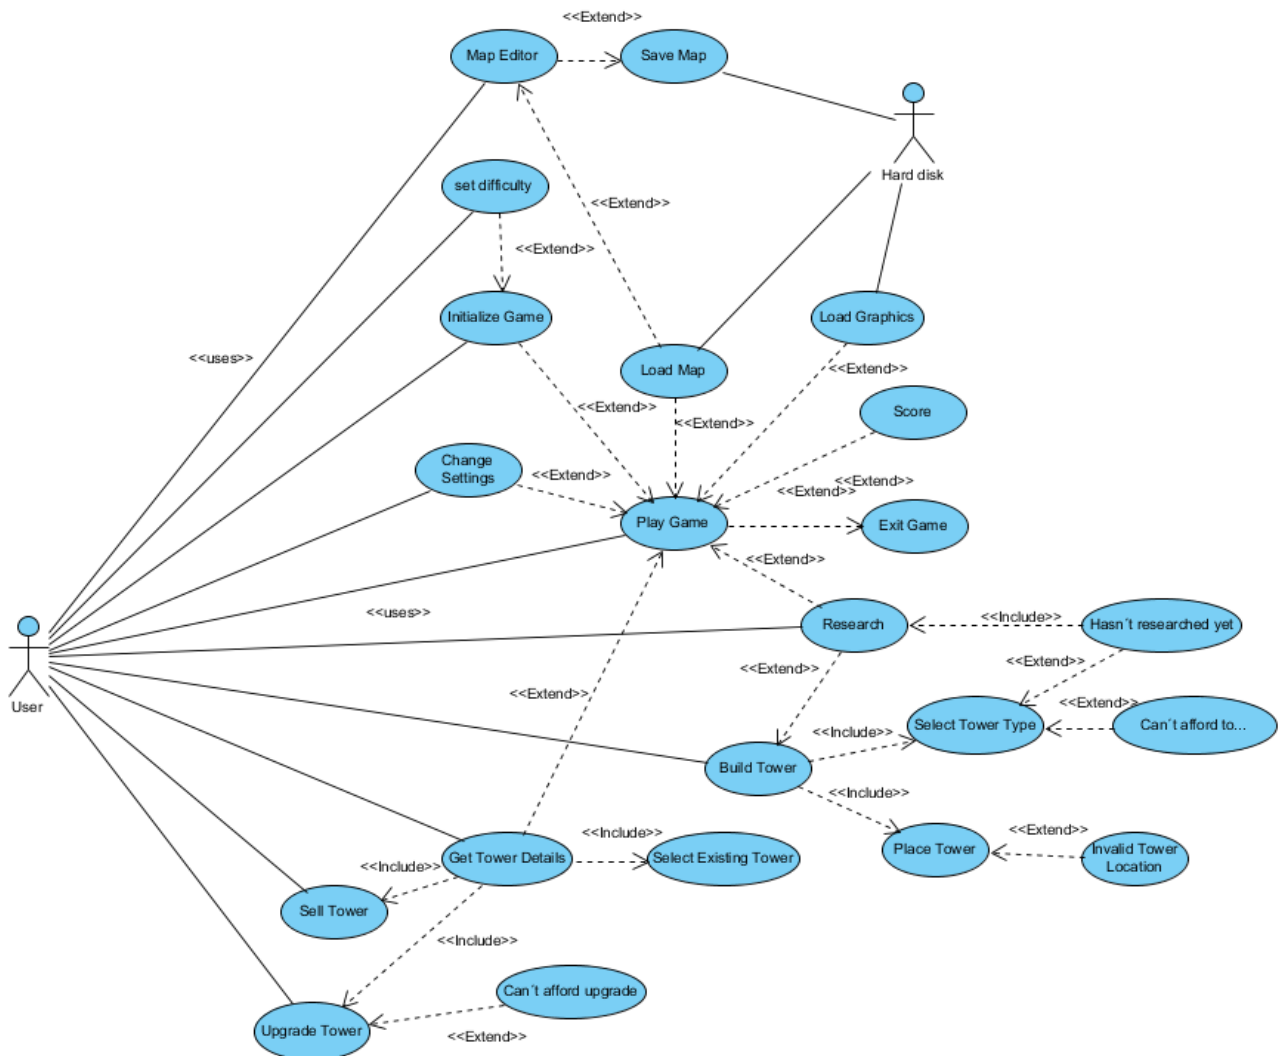 <<Extend>>
Map Editor
Save Map
Hard disk
set difficulty
<<Extend>>
<<Extend>>
Initialize Game
Load Graphics
<<uses>>
Load Map
<<Extend>>
<<Extend>>
Score
<<Extend>>
Change
Settings
<<Extend>>
<<Extend>>
<<Extend>>
Play Game
Exit Game
<<Extend>>
<<uses>>
Research
<<Include>>
Hasn´t researched yet
<<Extend>>
<<Extend>>
<<Extend>>
User
<<Extend>>
Select Tower Type
Can´t afford to...
<<Include>>
Build Tower
<<Include>>
<<Include>>
<<Extend>>
Get Tower Details
Select Existing Tower
Place Tower
Invalid Tower
Location
<<Include>>
Sell Tower
<<Include>>
Can´t afford upgrade
Upgrade Tower
<<Extend>>